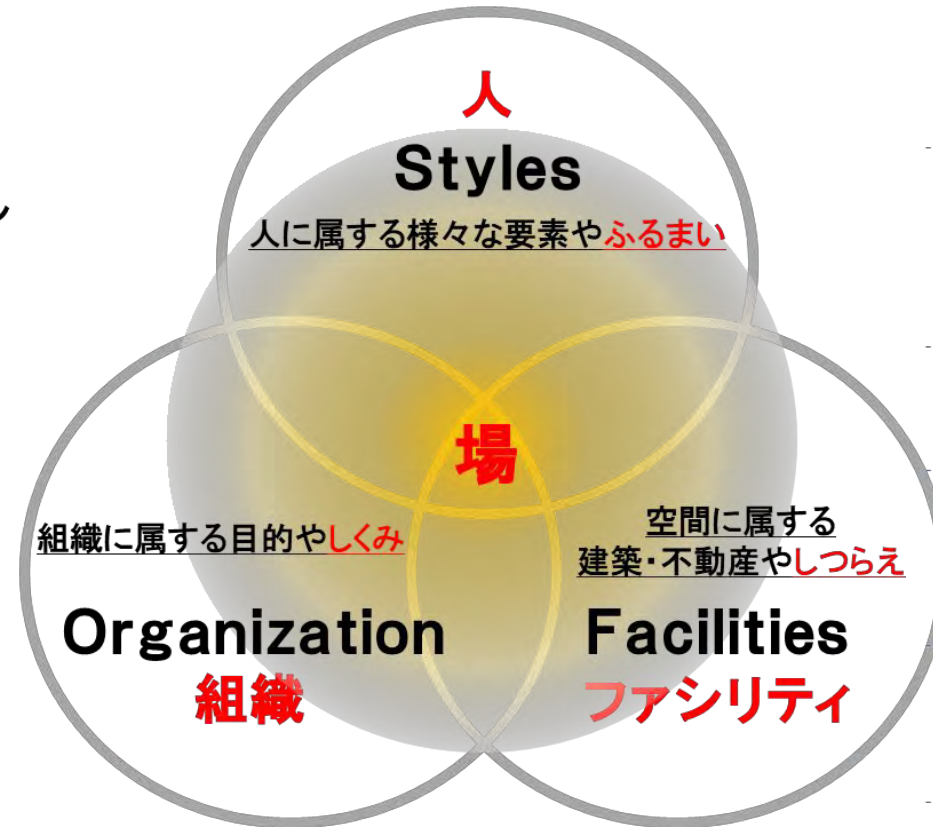 人
Styles
人に属する様々な要素やふるまい
場
組織に属する目的やしくみ
Organization
組織
空間に属する
建築・不動産やしつらえ
Facilities
ファシリティ